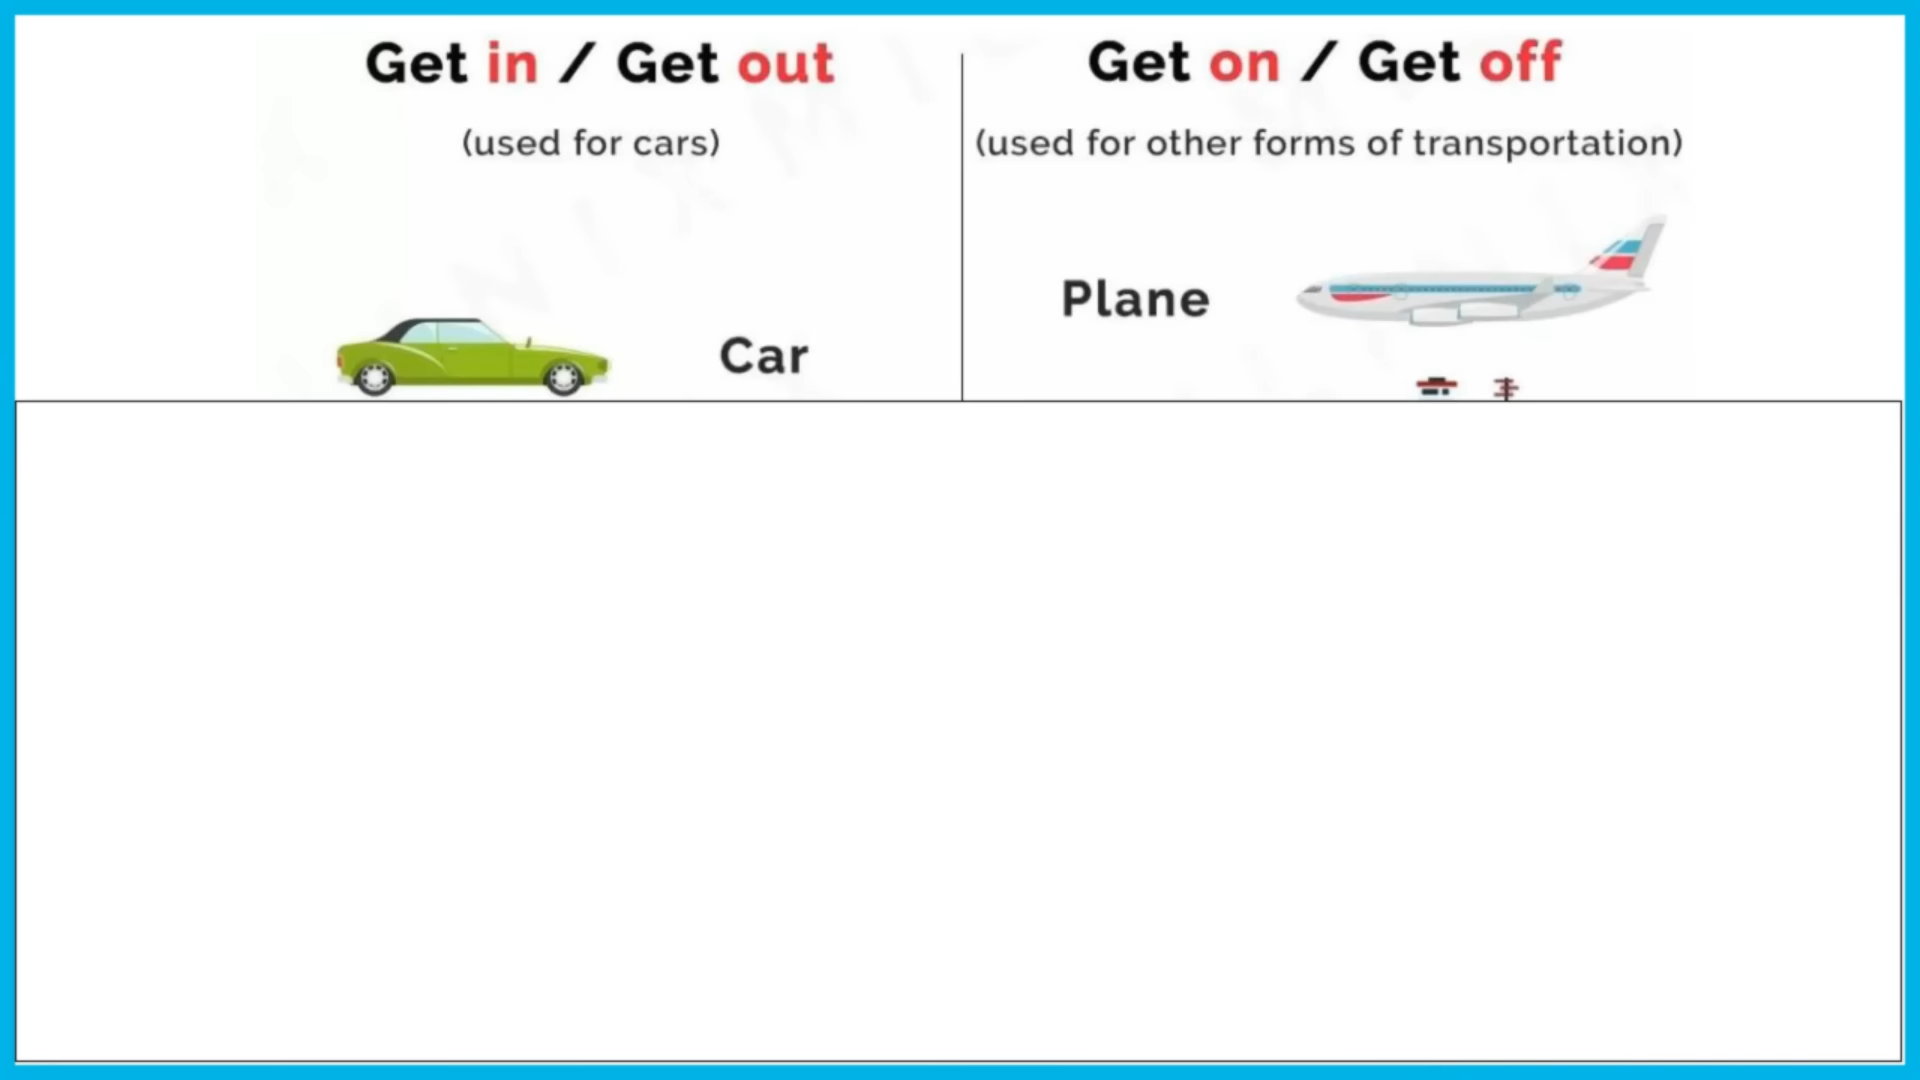 Get in / Get out
(used for cars)
Car
Get on / Get off
(used for other forms of transportation)
Plane